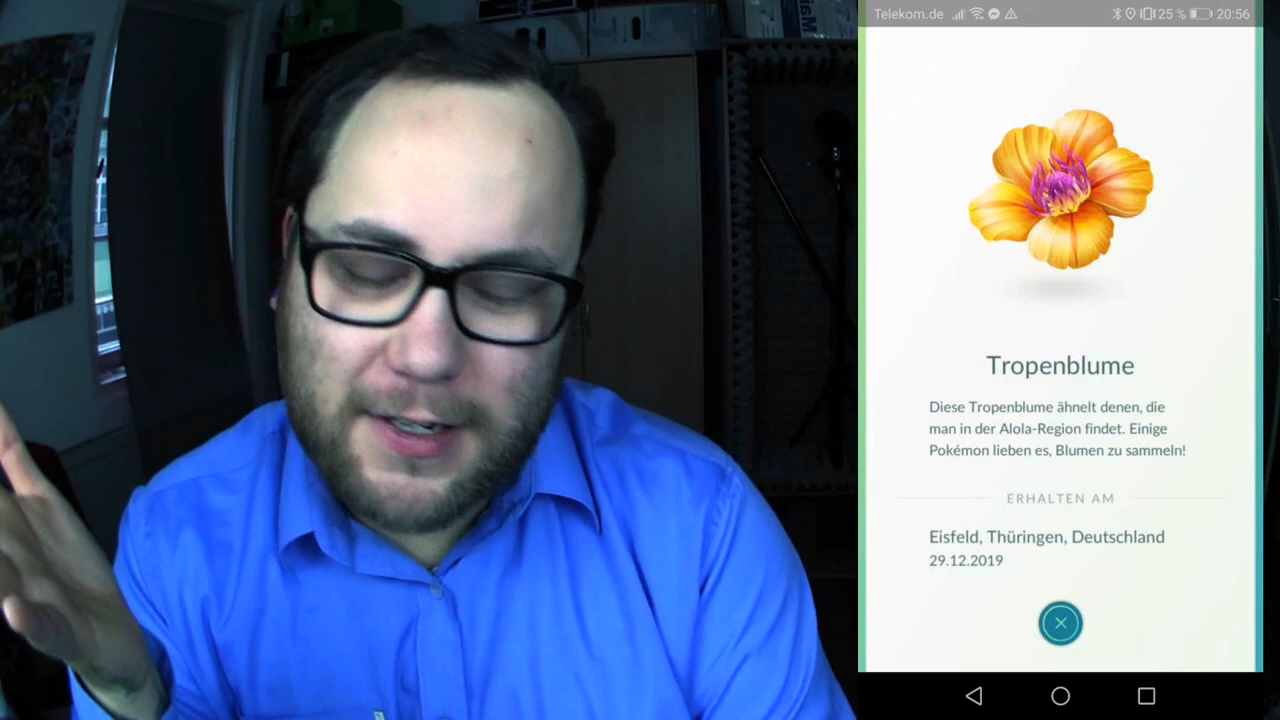 Telekom.de 25 % 20:56
Tropenblume
Diese Tropenblume ähnelt denen, die
man in der Alola-Region findet. Einige
Pokémon lieben es, Blumen zu sammeln!
ERHALTEN AM
Eisfeld, Thüringen, Deutschland
29.12.2019